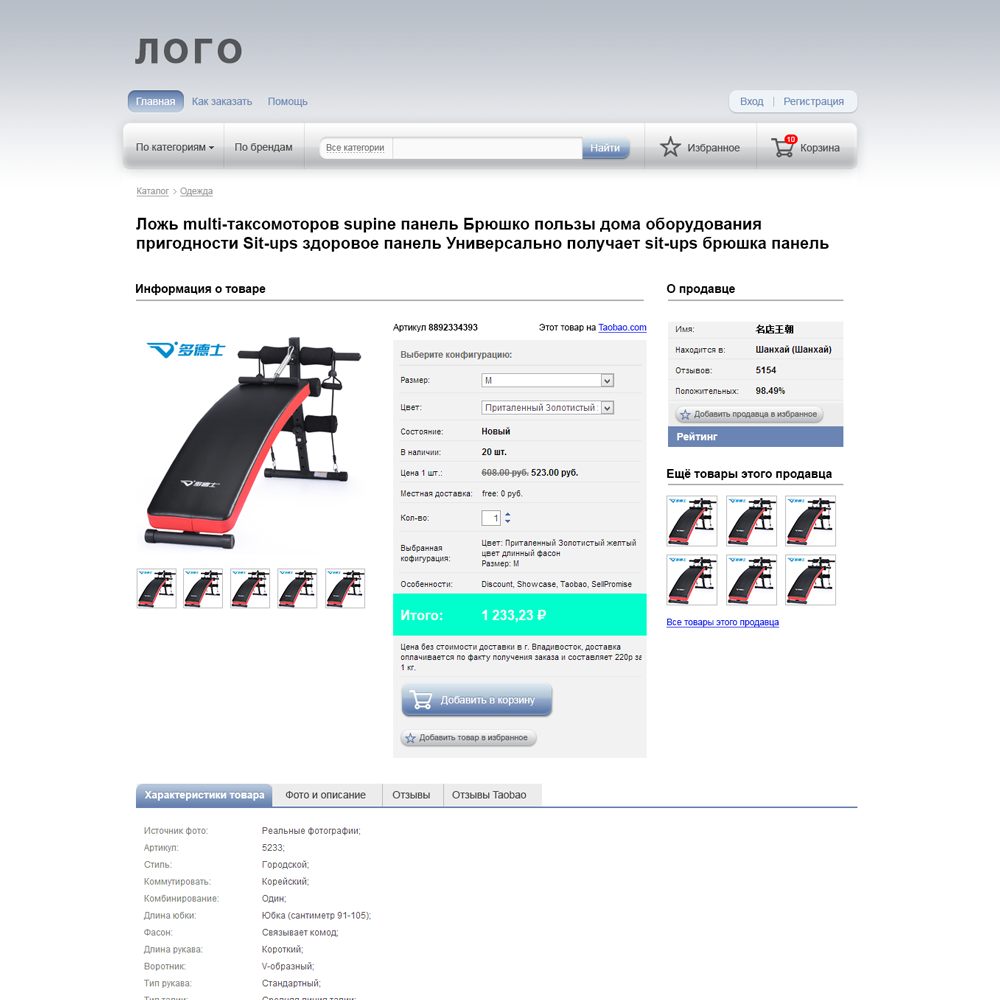 ЛОГО
Главная Как заказать Помощь
Вход | Регистрация
По категориям По брендам Все категории Найти Избранное 10 Корзина
Каталог > Одежда
Ложь multi-таксомоторов supine панель Брюшко пользы дома оборудования
пригодности Sit-ups здоровое панель Универсально получает sit-ups брюшка панель
Информация о товаре
多德士
多德士
Артикул 8892334393 Этот товар на Taobao.com
Выберите конфигурацию:
Размер: M
Цвет: Приталенный Золотистый
Состояние: Новый
В наличии: 20 шт.
Цена 1 шт.: 608.00 руб. 523.00 руб.
Местная доставка: free: 0 руб.
Кол-во: 1
Выбранная
кофигурация:
Цвет: Приталенный Золотистый желтый
цвет длинный фасон
Размер: M
Особенности: Discount, Showcase, Taobao, SellPromise
Итого: 1 233,23 ₽
Цена без стоимости доставки в г. Владивосток, доставка
оплачивается по факту получения заказа и составляет 220р за
1 кг.
Добавить в корзину
Добавить товар в избранное
О продавце
Имя: 名店王朝
Находится в: Шанхай (Шанхай)
Отзывов: 5154
Положительных: 98.49%
Добавить продавца в избранное
Рейтинг
Ещё товары этого продавца
Все товары этого продавца
Характеристики товара Фото и описание Отзывы Отзывы Taobao
Источник фото: Реальные фотографии;
Артикул: 5233;
Стиль: Городской;
Коммутировать: Корейский;
Комбинирование: Один;
Длина юбки: Юбка (сантиметр 91-105);
Фасон: Связывает комод;
Длина рукава: Короткий;
Воротник: V-образный;
Тип рукава: Стандартный;
Тип талии: Средняя линия талии;